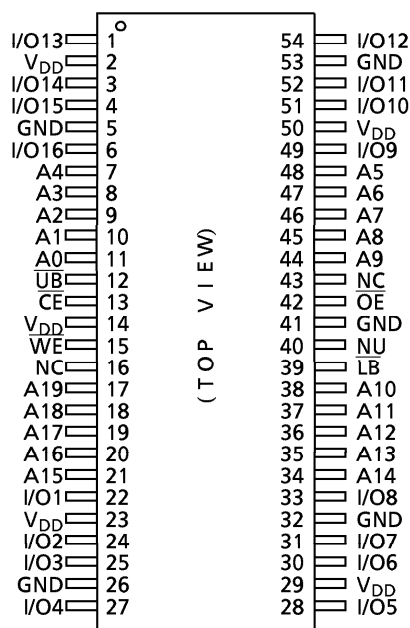 I/O13 1 54 I/O12
VDD 2 53 GND
I/O14 3 52 I/O11
I/O15 4 51 I/O10
GND 5 50 VDD
I/O16 6 49 I/O9
A4 7 48 A5
A3 8 47 A6
A2 9 46 A7
A1 10 45 A8
A0 11 44 A9
U̅B̅ 12 43 NC
C̅E̅ 13 42 O̅E̅
VDD 14 41 GND
W̅E̅ 15 40 NU
NC 16 39 L̅B̅
A19 17 38 A10
A18 18 37 A11
A17 19 36 A12
A16 20 35 A13
A15 21 34 A14
I/O1 22 33 I/O8
VDD 23 32 GND
I/O2 24 31 I/O7
I/O3 25 30 I/O6
GND 26 29 VDD
I/O4 27 28 I/O5
(TOP VIEW)